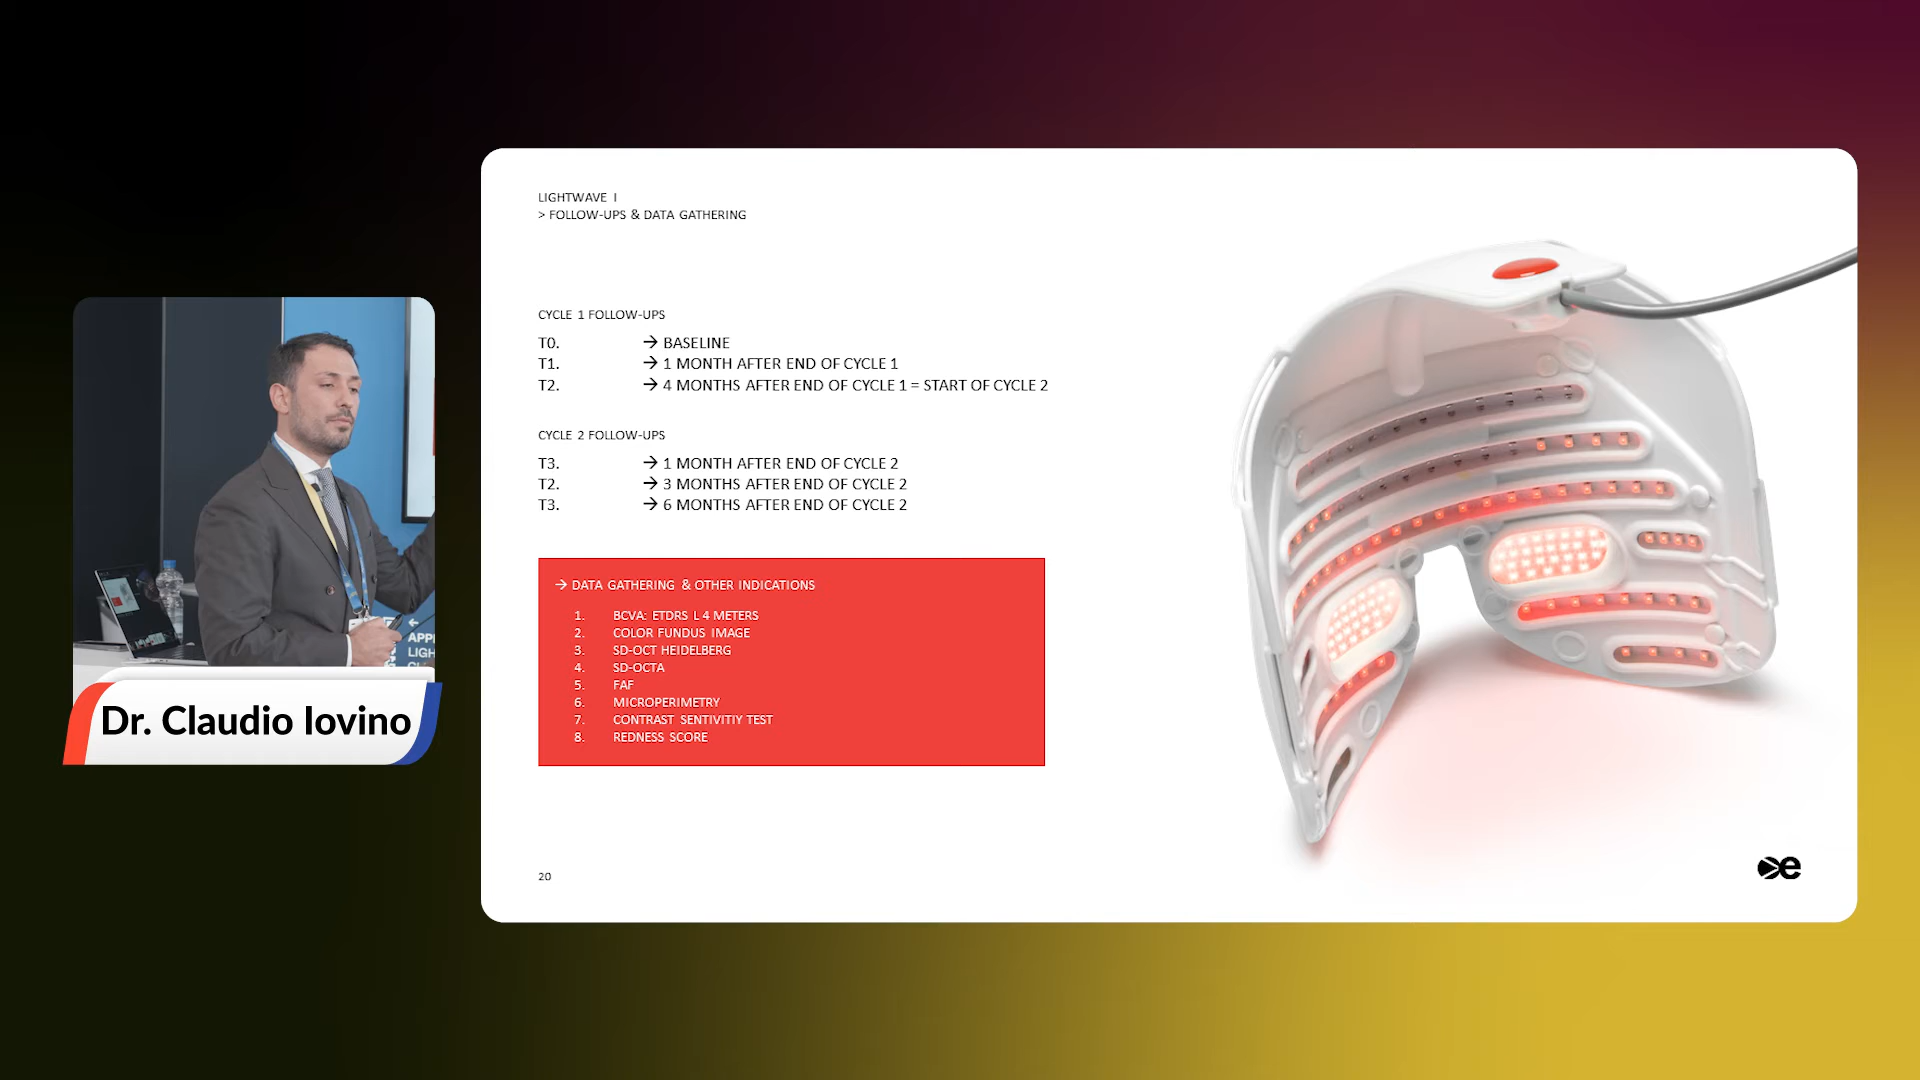 LIGHTWAVE I
> FOLLOW-UPS & DATA GATHERING
CYCLE 1 FOLLOW-UPS
T0. → BASELINE
T1. → 1 MONTH AFTER END OF CYCLE 1
T2. → 4 MONTHS AFTER END OF CYCLE 1 = START OF CYCLE 2
CYCLE 2 FOLLOW-UPS
T3. → 1 MONTH AFTER END OF CYCLE 2
T2. → 3 MONTHS AFTER END OF CYCLE 2
T3. → 6 MONTHS AFTER END OF CYCLE 2
→ DATA GATHERING & OTHER INDICATIONS
1. BCVA: ETDRS L 4 METERS
2. COLOR FUNDUS IMAGE
3. SD-OCT HEIDELBERG
4. SD-OCTA
5. FAF
6. MICROPERIMETRY
7. CONTRAST SENTIVITIY TEST
8. REDNESS SCORE
20
e
←
APP
LIGH
Dr. Claudio Iovino